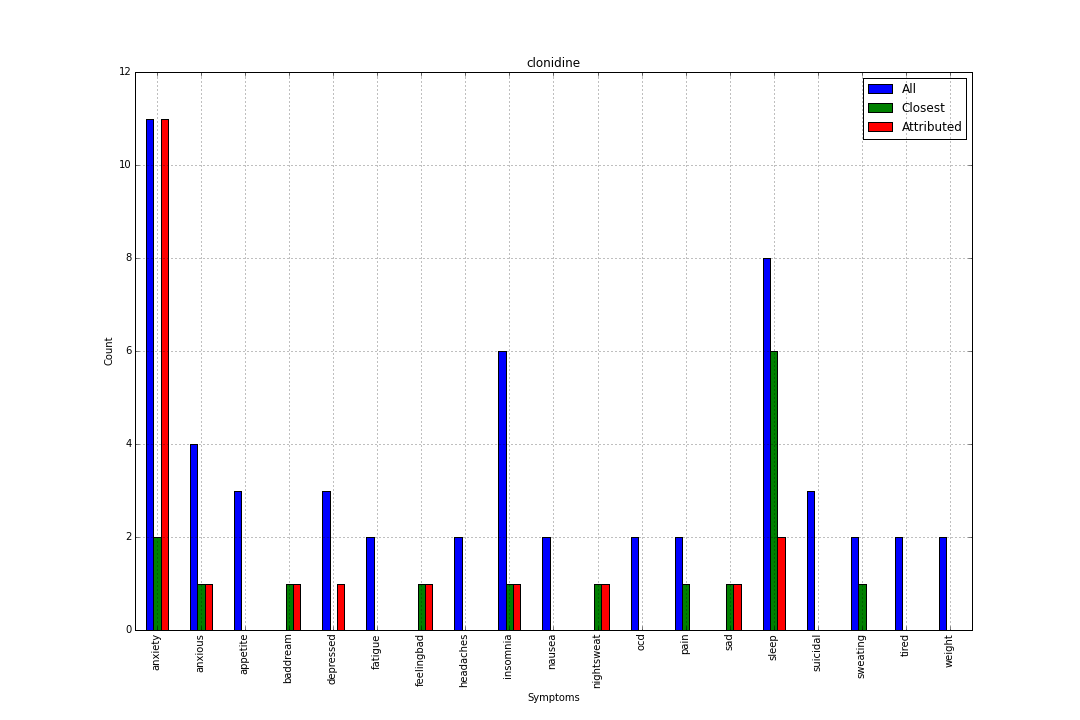 clonidine
All
Closest
Attributed
12
10
8
6
4
2
0
Count
anxiety
anxious
appetite
baddream
depressed
fatigue
feelingbad
headaches
insomnia
nausea
nightsweat
ocd
pain
sad
sleep
suicidal
sweating
tired
weight
Symptoms